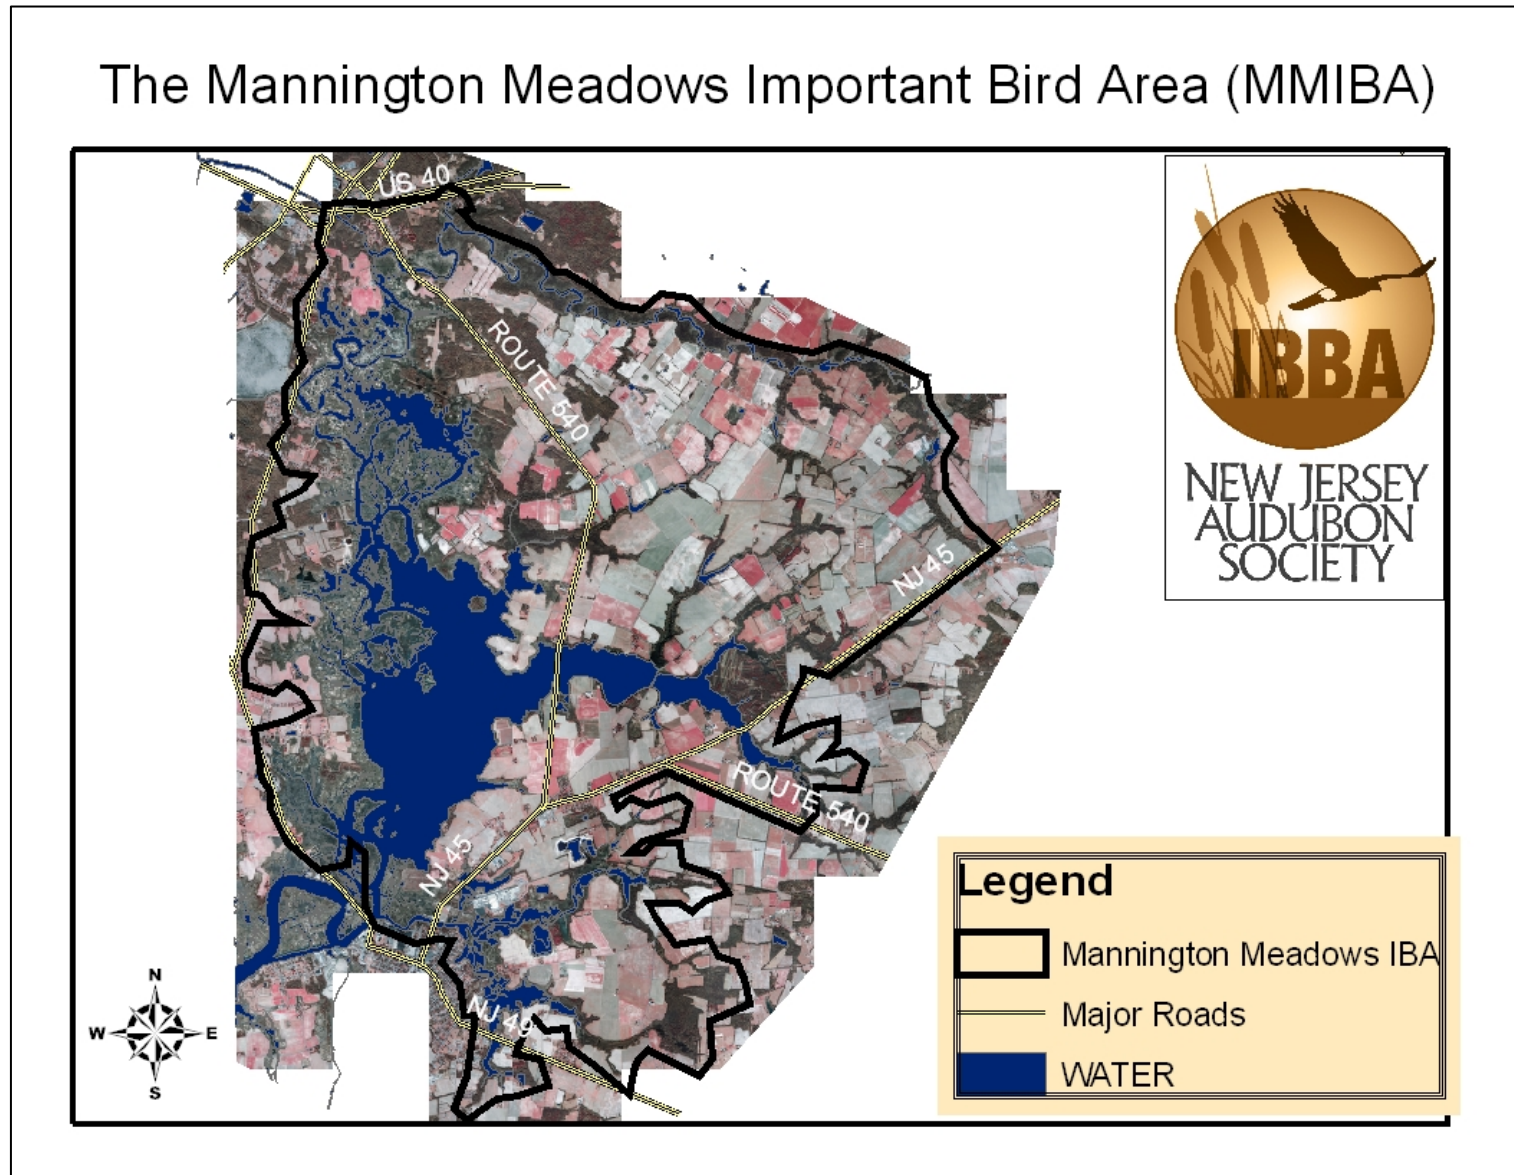 The Mannington Meadows Important Bird Area (MMIBA)
US 40
IBBA
NEW JERSEY
AUDUBON
SOCIETY
ROUTE 540
NJ 45
ROUTE 540
NJ 45
NJ 49
N
W
E
S
Legend
Mannington Meadows IBA
Major Roads
WATER